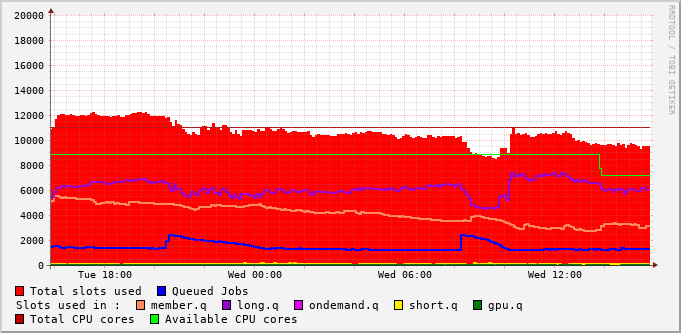 20000
18000
16000
14000
12000
10000
8000
6000
4000
2000
0
Tue 18:00 Wed 00:00 Wed 06:00 Wed 12:00
Total slots used Queued Jobs
Slots used in : member.q long.q ondemand.q short.q gpu.q
Total CPU cores Available CPU cores
RRDTOOL / TOBI OETIKER